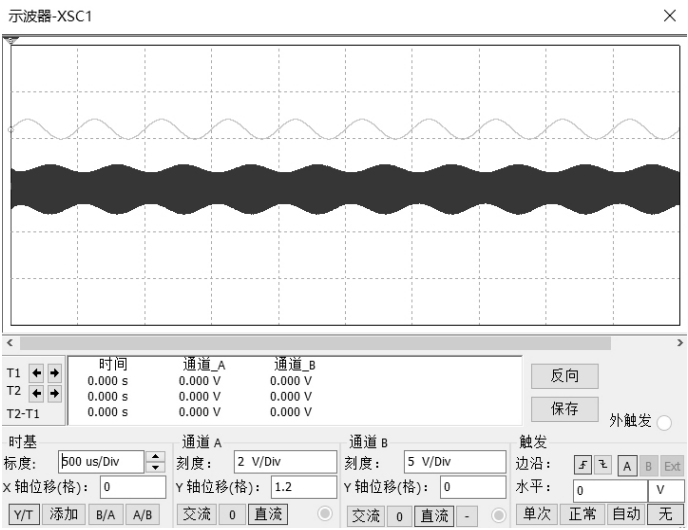 示波器-XSC1
时间 通道_A 通道_B
T1 0.000 s 0.000 V 0.000 V
T2 0.000 s 0.000 V 0.000 V
T2-T1 0.000 s 0.000 V 0.000 V
反向
保存
外触发
时基 通道 A 通道 B 触发
标度: 500 us/Div 刻度: 2 V/Div 刻度: 5 V/Div 边沿: A B Ext
X 轴位移(格): 0 Y 轴位移(格): 1.2 Y 轴位移(格): 0 水平: 0 V
Y/T 添加 B/A A/B 交流 0 直流 交流 0 直流 - 单次 正常 自动 无